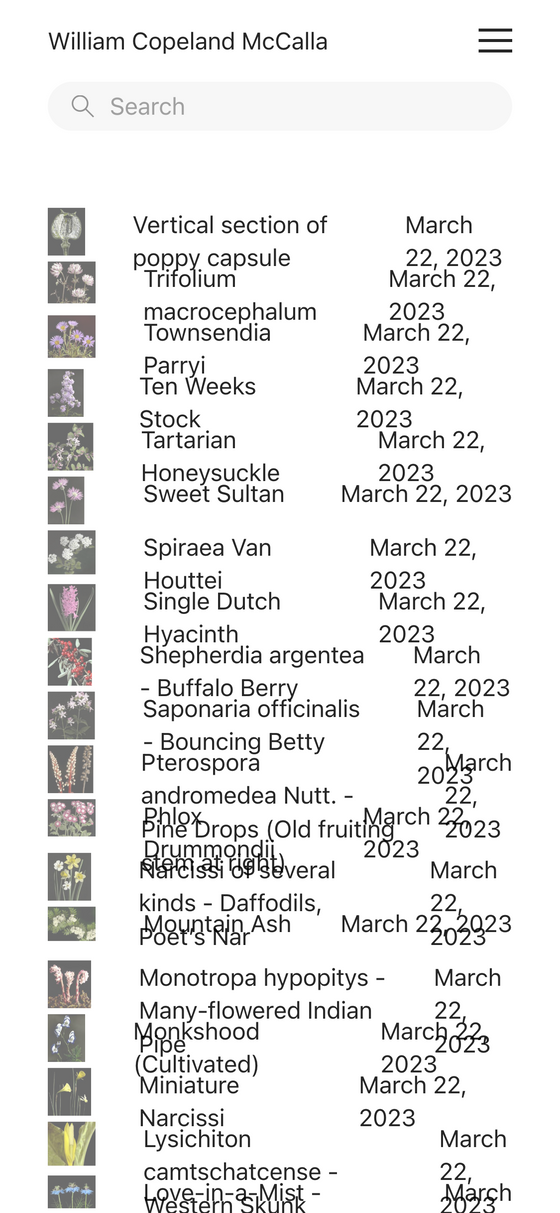 William Copeland McCalla
Search
Vertical section of
poppy capsule
March
22, 2023
Trifolium
macrocephalum
March 22,
2023
Townsendia
Parryi
March 22,
2023
Ten Weeks
Stock
March 22,
2023
Tartarian
Honeysuckle
March 22,
2023
Sweet Sultan
March 22, 2023
Spiraea Van
Houttei
March 22,
2023
Single Dutch
Hyacinth
March 22,
2023
Shepherdia argentea
- Buffalo Berry
March
22, 2023
Saponaria officinalis
- Bouncing Betty
March
22,
2023
Pterospora
andromedea Nutt. -
Pine Drops (Old fruiting
stem at right)
March
22,
2023
Phlox
Drummondii
March 22,
2023
Narcissi of several
kinds - Daffodils,
Poet's Nar
March
22,
2023
Mountain Ash
March 22, 2023
Monotropa hypopitys -
Many-flowered Indian
Pipe
March
22,
2023
Monkshood
(Cultivated)
March 22,
2023
Miniature
Narcissi
March 22,
2023
Lysichiton
camtschatcense -
Western Skunk
March
22,
2023
Love-in-a-Mist -
March